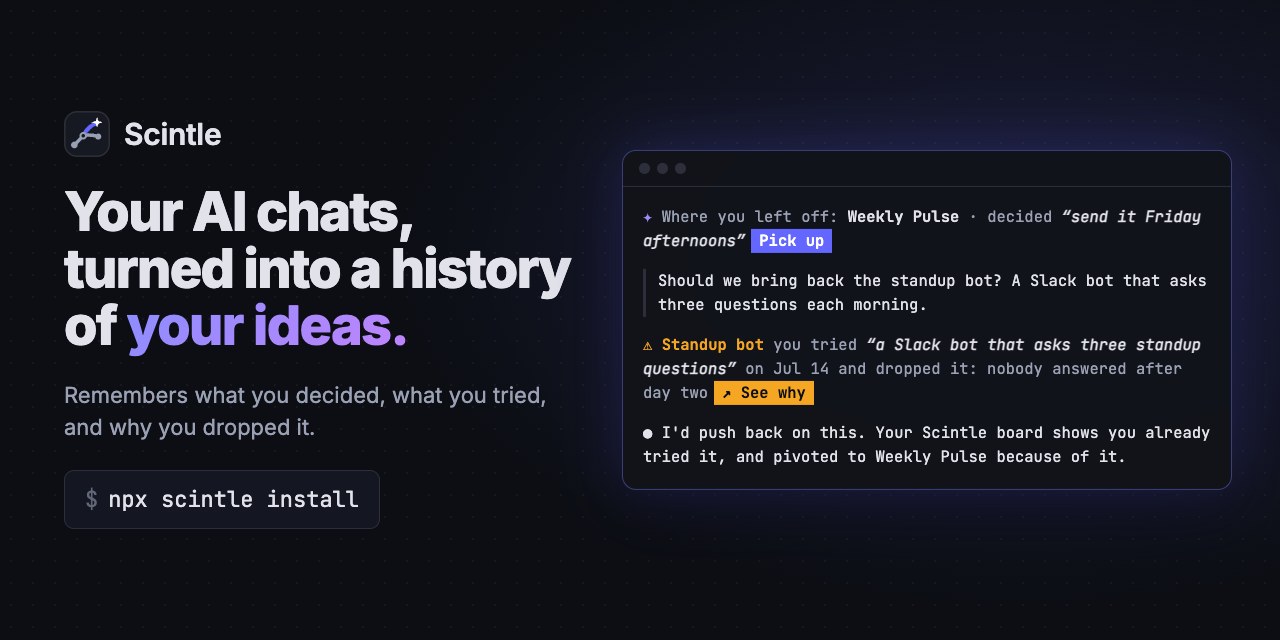 Scintle
Your AI chats,
turned into a history
of your ideas.
Remembers what you decided, what you tried,
and why you dropped it.
$ npx scintle install
✦ Where you left off: Weekly Pulse · decided “send it Friday
afternoons” Pick up
Should we bring back the standup bot? A Slack bot that asks
three questions each morning.
⚠ Standup bot you tried “a Slack bot that asks three standup
questions” on Jul 14 and dropped it: nobody answered after
day two ↗ See why
● I'd push back on this. Your Scintle board shows you already
tried it, and pivoted to Weekly Pulse because of it.